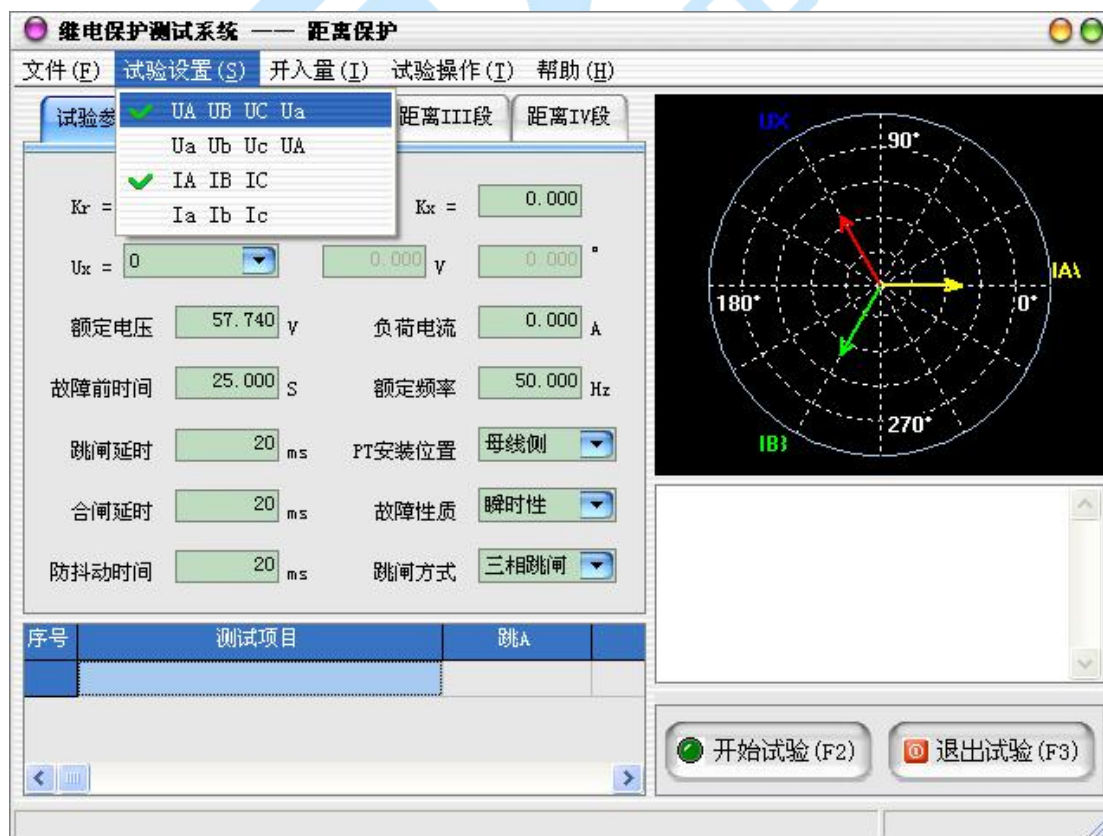 继电保护测试系统 —— 距离保护
文件(F) 试验设置(S) 开入量(I) 试验操作(T) 帮助(H)
试验参 距离III段 距离IV段
UA UB UC Ua
Ua Ub Uc UA
IA IB IC
Ia Ib Ic
Kr = Kx = 0.000
Ux = 0 0.000 V 0.000 °
额定电压 57.740 V 负荷电流 0.000 A
故障前时间 25.000 S 额定频率 50.000 Hz
跳闸延时 20 ms PT安装位置 母线侧
合闸延时 20 ms 故障性质 瞬时性
防抖动时间 20 ms 跳闸方式 三相跳闸
序号 测试项目 跳A
UX
90°
IA
180° 0°
270°
IB
开始试验(F2) 退出试验(F3)